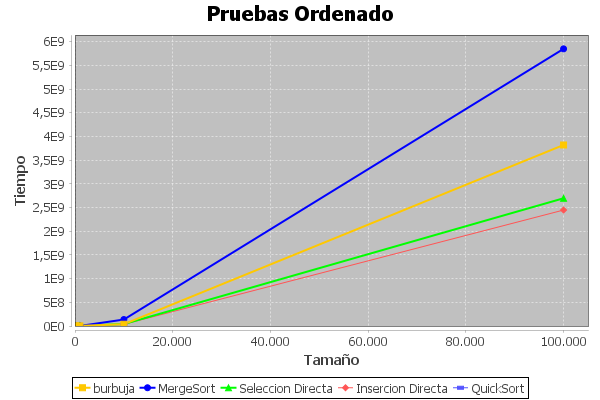 Pruebas Ordenado
6E9
5,5E9
5E9
4,5E9
4E9
3,5E9
3E9
2,5E9
2E9
1,5E9
1E9
5E8
0E0
Tiempo
0 20.000 40.000 60.000 80.000 100.000
Tamaño
burbuja MergeSort Seleccion Directa Insercion Directa QuickSort